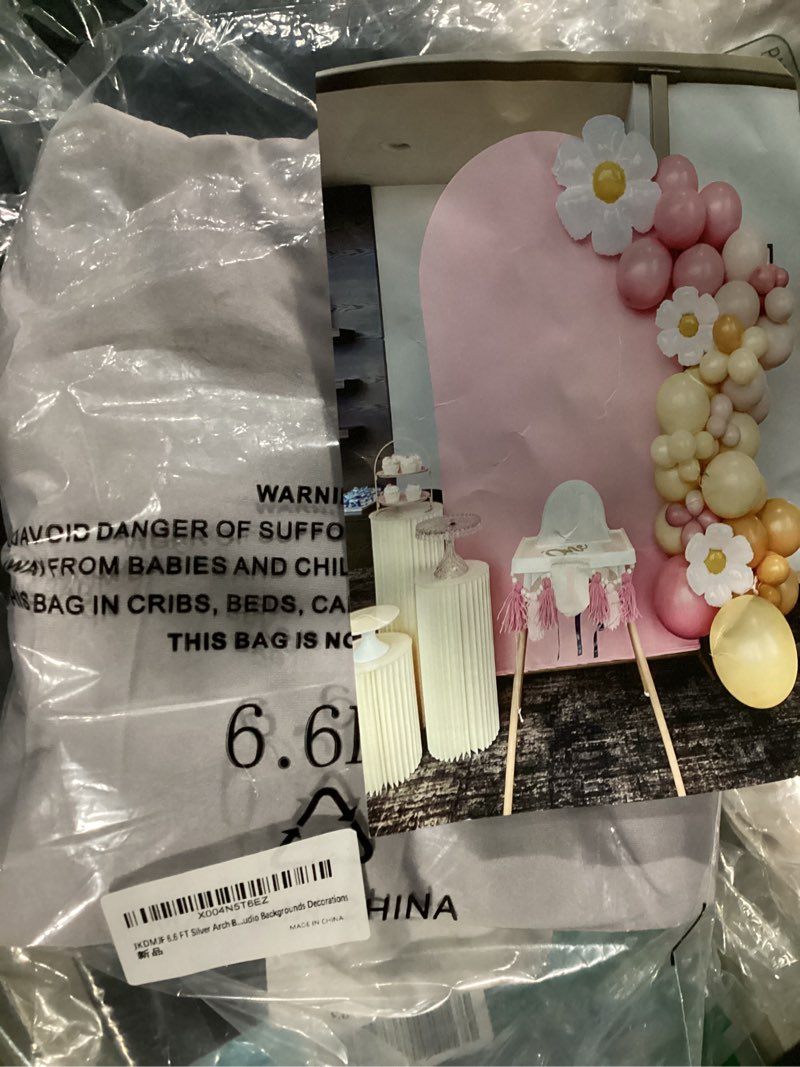 WARNI
AVOID DANGER OF SUFFO
FROM BABIES AND CHIL
BAG IN CRIBS, BEDS, CA
THIS BAG IS NO
6.6
HINA
X004N5T6EZ
JKDMJF 6.6 FT Silver Arch B...udio Backgrounds Decorations
MADE IN CHINA
新品
One